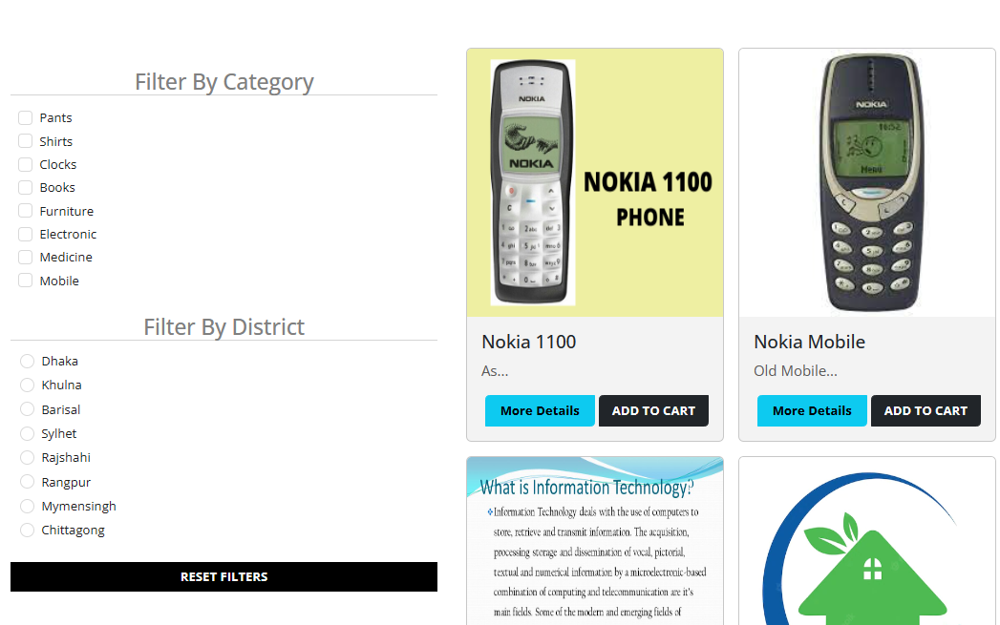 Filter By Category
Pants
Shirts
Clocks
Books
Furniture
Electronic
Medicine
Mobile
Filter By District
Dhaka
Khulna
Barisal
Sylhet
Rajshahi
Rangpur
Mymensingh
Chittagong
RESET FILTERS
NOKIA
NOKIA
NOKIA 1100
PHONE
Nokia 1100
As...
More Details
ADD TO CART
NOKIA
16:52
Menu
Nokia Mobile
Old Mobile...
More Details
ADD TO CART
What is Information Technology?
Information Technology deals with the use of computers to
store, retrieve and transmit information. The acquisition,
processing storage and dissemination of vocal, pictorial,
textual and numerical information by a microelectronic-based
combination of computing and telecommunication are it's
main fields. Some of the modern and emerging fields of